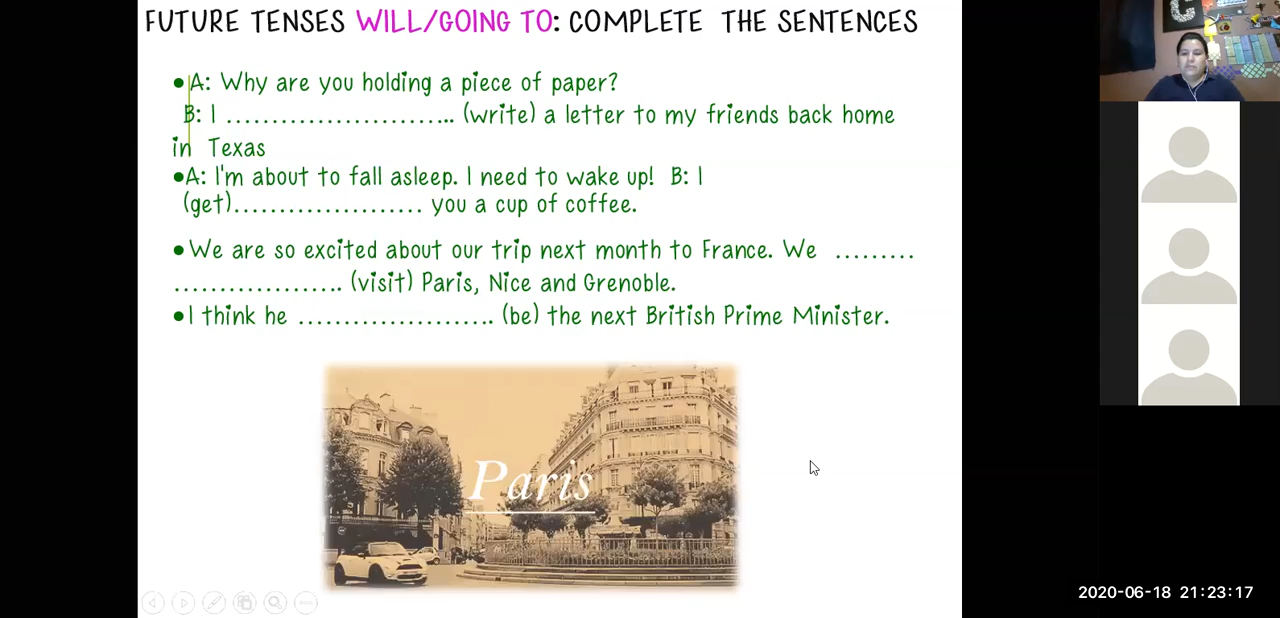 FUTURE TENSES WILL/GOING TO: COMPLETE THE SENTENCES
•A: Why are you holding a piece of paper?
B: I ........................... (write) a letter to my friends back home
in Texas
•A: I'm about to fall asleep. I need to wake up! B: I
(get)..................... you a cup of coffee.
•We are so excited about our trip next month to France. We .........
................... (visit) Paris, Nice and Grenoble.
•I think he ...................... (be) the next British Prime Minister.
Paris
2020-06-18 21:23:17